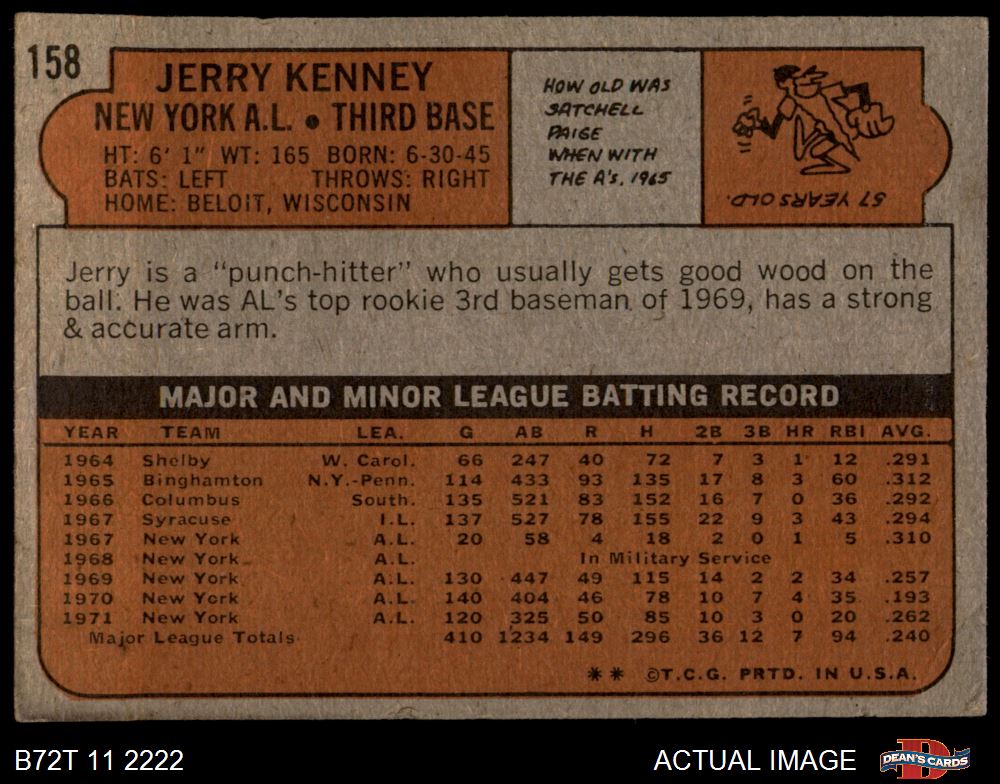 158
JERRY KENNEY
NEW YORK A.L. • THIRD BASE
HT: 6' 1" WT: 165 BORN: 6-30-45
BATS: LEFT THROWS: RIGHT
HOME: BELOIT, WISCONSIN
HOW OLD WAS
SATCHELL
PAIGE
WHEN WITH
THE A's, 1965
57 YEARS OLD.
Jerry is a "punch-hitter" who usually gets good wood on the
ball. He was AL's top rookie 3rd baseman of 1969, has a strong
& accurate arm.
MAJOR AND MINOR LEAGUE BATTING RECORD
YEAR TEAM LEA. G AB R H 2B 3B HR RBI AVG.
1964 Shelby W. Carol. 66 247 40 72 7 3 1 12 .291
1965 Binghamton N.Y.-Penn. 114 433 93 135 17 8 3 60 .312
1966 Columbus South. 135 521 83 152 16 7 0 36 .292
1967 Syracuse I.L. 137 527 78 155 22 9 3 43 .294
1967 New York A.L. 20 58 4 18 2 0 1 5 .310
1968 New York A.L. In Military Service
1969 New York A.L. 130 447 49 115 14 2 2 34 .257
1970 New York A.L. 140 404 46 78 10 7 4 35 .193
1971 New York A.L. 120 325 50 85 10 3 0 20 .262
Major League Totals 410 1234 149 296 36 12 7 94 .240
** ©T.C.G. PRTD. IN U.S.A.
B72T 11 2222
ACTUAL IMAGE
DEAN'S CARDS